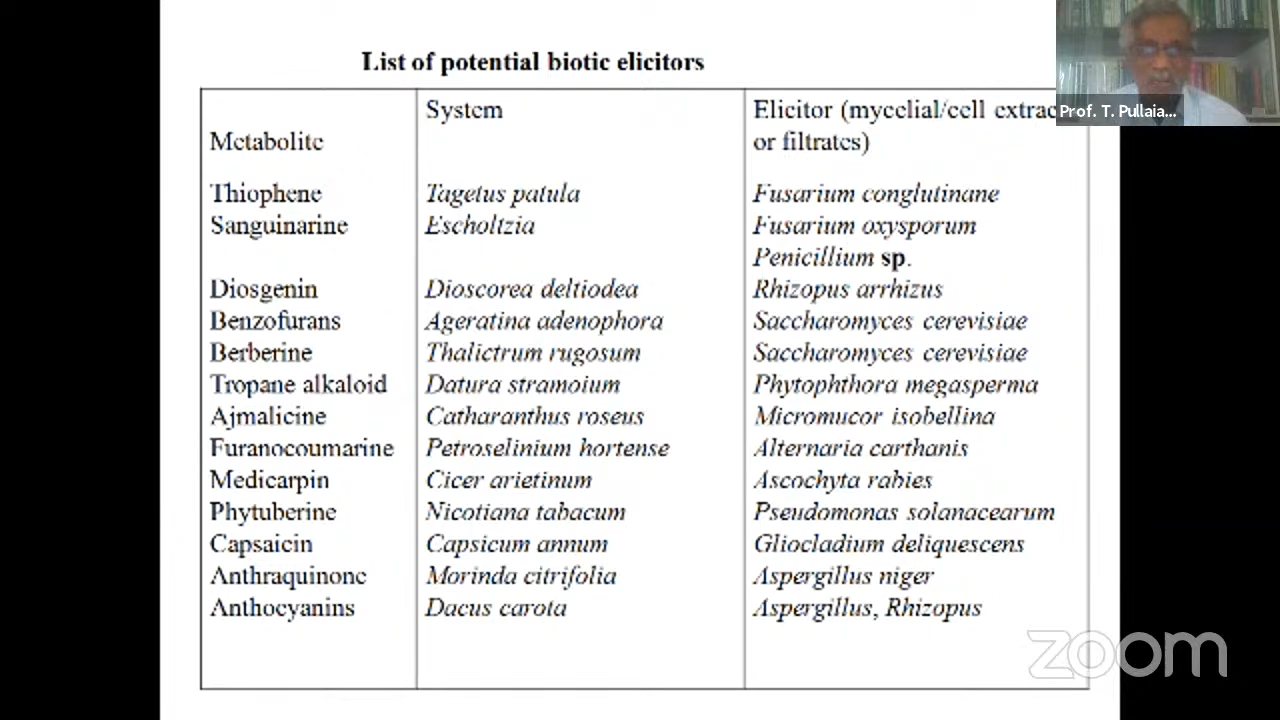 List of potential biotic elicitors
Metabolite System Elicitor (mycelial/cell extrac
or filtrates)
Thiophene Tagetus patula Fusarium conglutinane
Sanguinarine Escholtzia Fusarium oxysporum
Penicillium sp.
Diosgenin Dioscorea deltiodea Rhizopus arrhizus
Benzofurans Ageratina adenophora Saccharomyces cerevisiae
Berberine Thalictrum rugosum Saccharomyces cerevisiae
Tropane alkaloid Datura stramoium Phytophthora megasperma
Ajmalicine Catharanthus roseus Micromucor isobellina
Furanocoumarine Petroselinium hortense Alternaria carthanis
Medicarpin Cicer arietinum Ascochyta rabies
Phytuberine Nicotiana tabacum Pseudomonas solanacearum
Capsaicin Capsicum annum Gliocladium deliquescens
Anthraquinone Morinda citrifolia Aspergillus niger
Anthocyanins Dacus carota Aspergillus, Rhizopus
Prof. T. Pullaia...
zoom